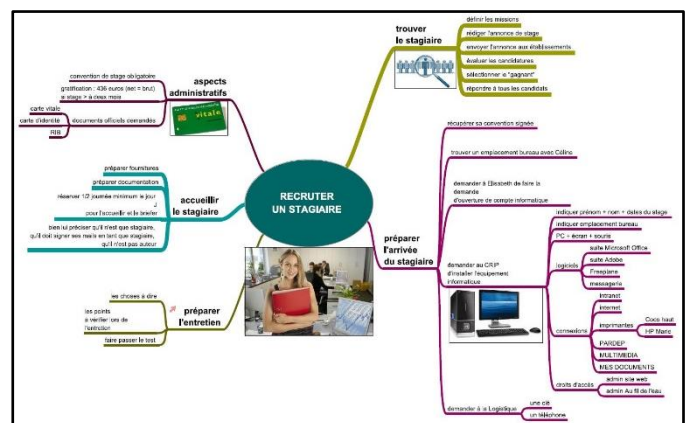 RECRUTER
UN STAGIAIRE
trouver
le stagiaire
définir les missions
rédiger l'annonce de stage
envoyer l'annonce aux établissements
évaluer les candidatures
sélectionner le "gagnant"
répondre à tous les candidats
préparer
l'arrivée
du stagiaire
récupérer sa convention signée
trouver un emplacement bureau avec Céline
demander à Elisabeth de faire la
demande
d'ouverture de compte informatique
demander au CRIP
d'installer l'équipement
informatique
indiquer prénom + nom + dates du stage
indiquer emplacement bureau
PC + écran + souris
logiciels
suite Microsoft Office
suite Adobe
Freeplane
messagerie
connexions
intranet
internet
imprimantes
Coco haut
HP Marie
PARDEP
MULTIMEDIA
MES DOCUMENTS
droits d'accès
admin site web
admin Au fil de l'eau
demander à la Logistique
une clé
un téléphone
aspects
administratifs
convention de stage obligatoire
gratification : 436 euros (net = brut)
si stage > à deux mois
documents officiels demandés
carte vitale
carte d'identité
RIB
vitale
accueillir
le stagiaire
préparer fournitures
préparer documentation
réserver 1/2 journée minimum le jour
J
pour l'accueillir et le briefer
bien lui préciser qu'il n'est que stagiaire,
qu'il doit signer ses mails en tant que stagiaire,
qu'il n'est pas auteur
préparer
l'entretien
les choses à dire
les points
à vérifier lors de
l'entretien
faire passer le test